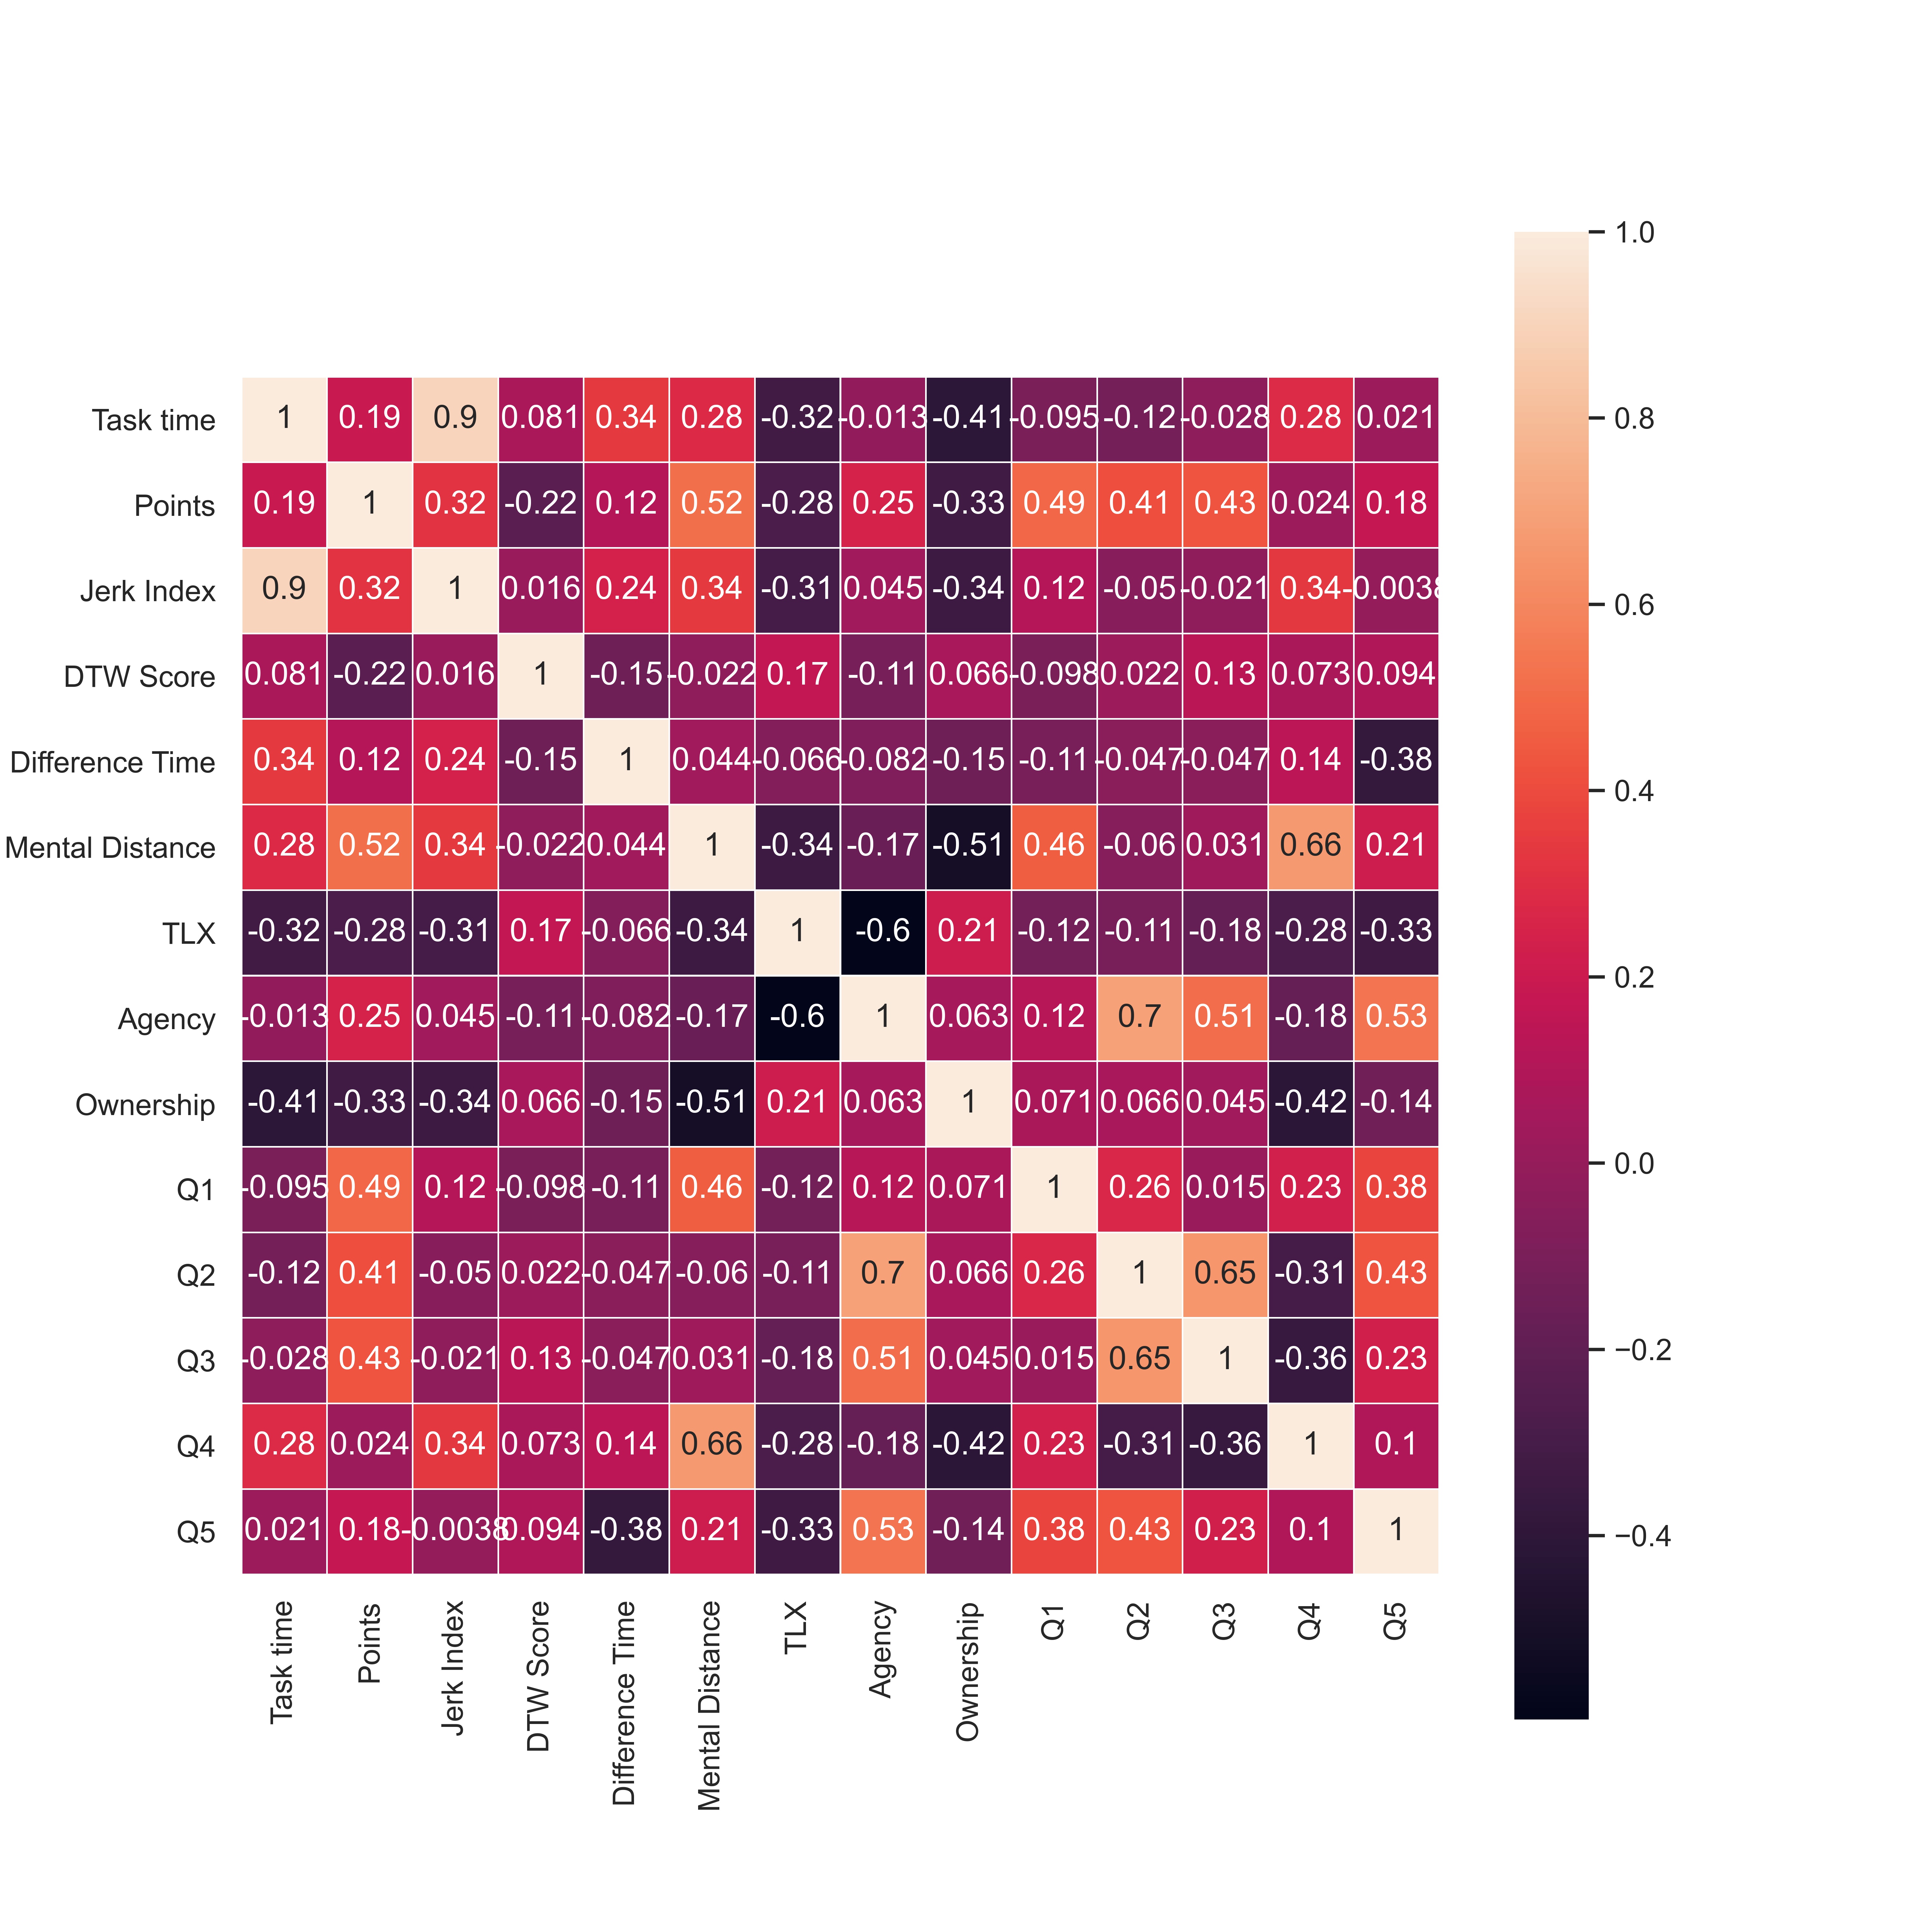 1.0
0.8
0.6
0.4
0.2
0.0
−0.2
−0.4
Task time 1 0.19 0.9 0.081 0.34 0.28 -0.32 -0.013 -0.41 -0.095 -0.12 -0.028 0.28 0.021
Points 0.19 1 0.32 -0.22 0.12 0.52 -0.28 0.25 -0.33 0.49 0.41 0.43 0.024 0.18
Jerk Index 0.9 0.32 1 0.016 0.24 0.34 -0.31 0.045 -0.34 0.12 -0.05 -0.021 0.34 -0.0038
DTW Score 0.081 -0.22 0.016 1 -0.15 -0.022 0.17 -0.11 0.066 -0.098 0.022 0.13 0.073 0.094
Difference Time 0.34 0.12 0.24 -0.15 1 0.044 -0.066 -0.082 -0.15 -0.11 -0.047 -0.047 0.14 -0.38
Mental Distance 0.28 0.52 0.34 -0.022 0.044 1 -0.34 -0.17 -0.51 0.46 -0.06 0.031 0.66 0.21
TLX -0.32 -0.28 -0.31 0.17 -0.066 -0.34 1 -0.6 0.21 -0.12 -0.11 -0.18 -0.28 -0.33
Agency -0.013 0.25 0.045 -0.11 -0.082 -0.17 -0.6 1 0.063 0.12 0.7 0.51 -0.18 0.53
Ownership -0.41 -0.33 -0.34 0.066 -0.15 -0.51 0.21 0.063 1 0.071 0.066 0.045 -0.42 -0.14
Q1 -0.095 0.49 0.12 -0.098 -0.11 0.46 -0.12 0.12 0.071 1 0.26 0.015 0.23 0.38
Q2 -0.12 0.41 -0.05 0.022 -0.047 -0.06 -0.11 0.7 0.066 0.26 1 0.65 -0.31 0.43
Q3 -0.028 0.43 -0.021 0.13 -0.047 0.031 -0.18 0.51 0.045 0.015 0.65 1 -0.36 0.23
Q4 0.28 0.024 0.34 0.073 0.14 0.66 -0.28 -0.18 -0.42 0.23 -0.31 -0.36 1 0.1
Q5 0.021 0.18 -0.0038 0.094 -0.38 0.21 -0.33 0.53 -0.14 0.38 0.43 0.23 0.1 1
Task time
Points
Jerk Index
DTW Score
Difference Time
Mental Distance
TLX
Agency
Ownership
Q1
Q2
Q3
Q4
Q5